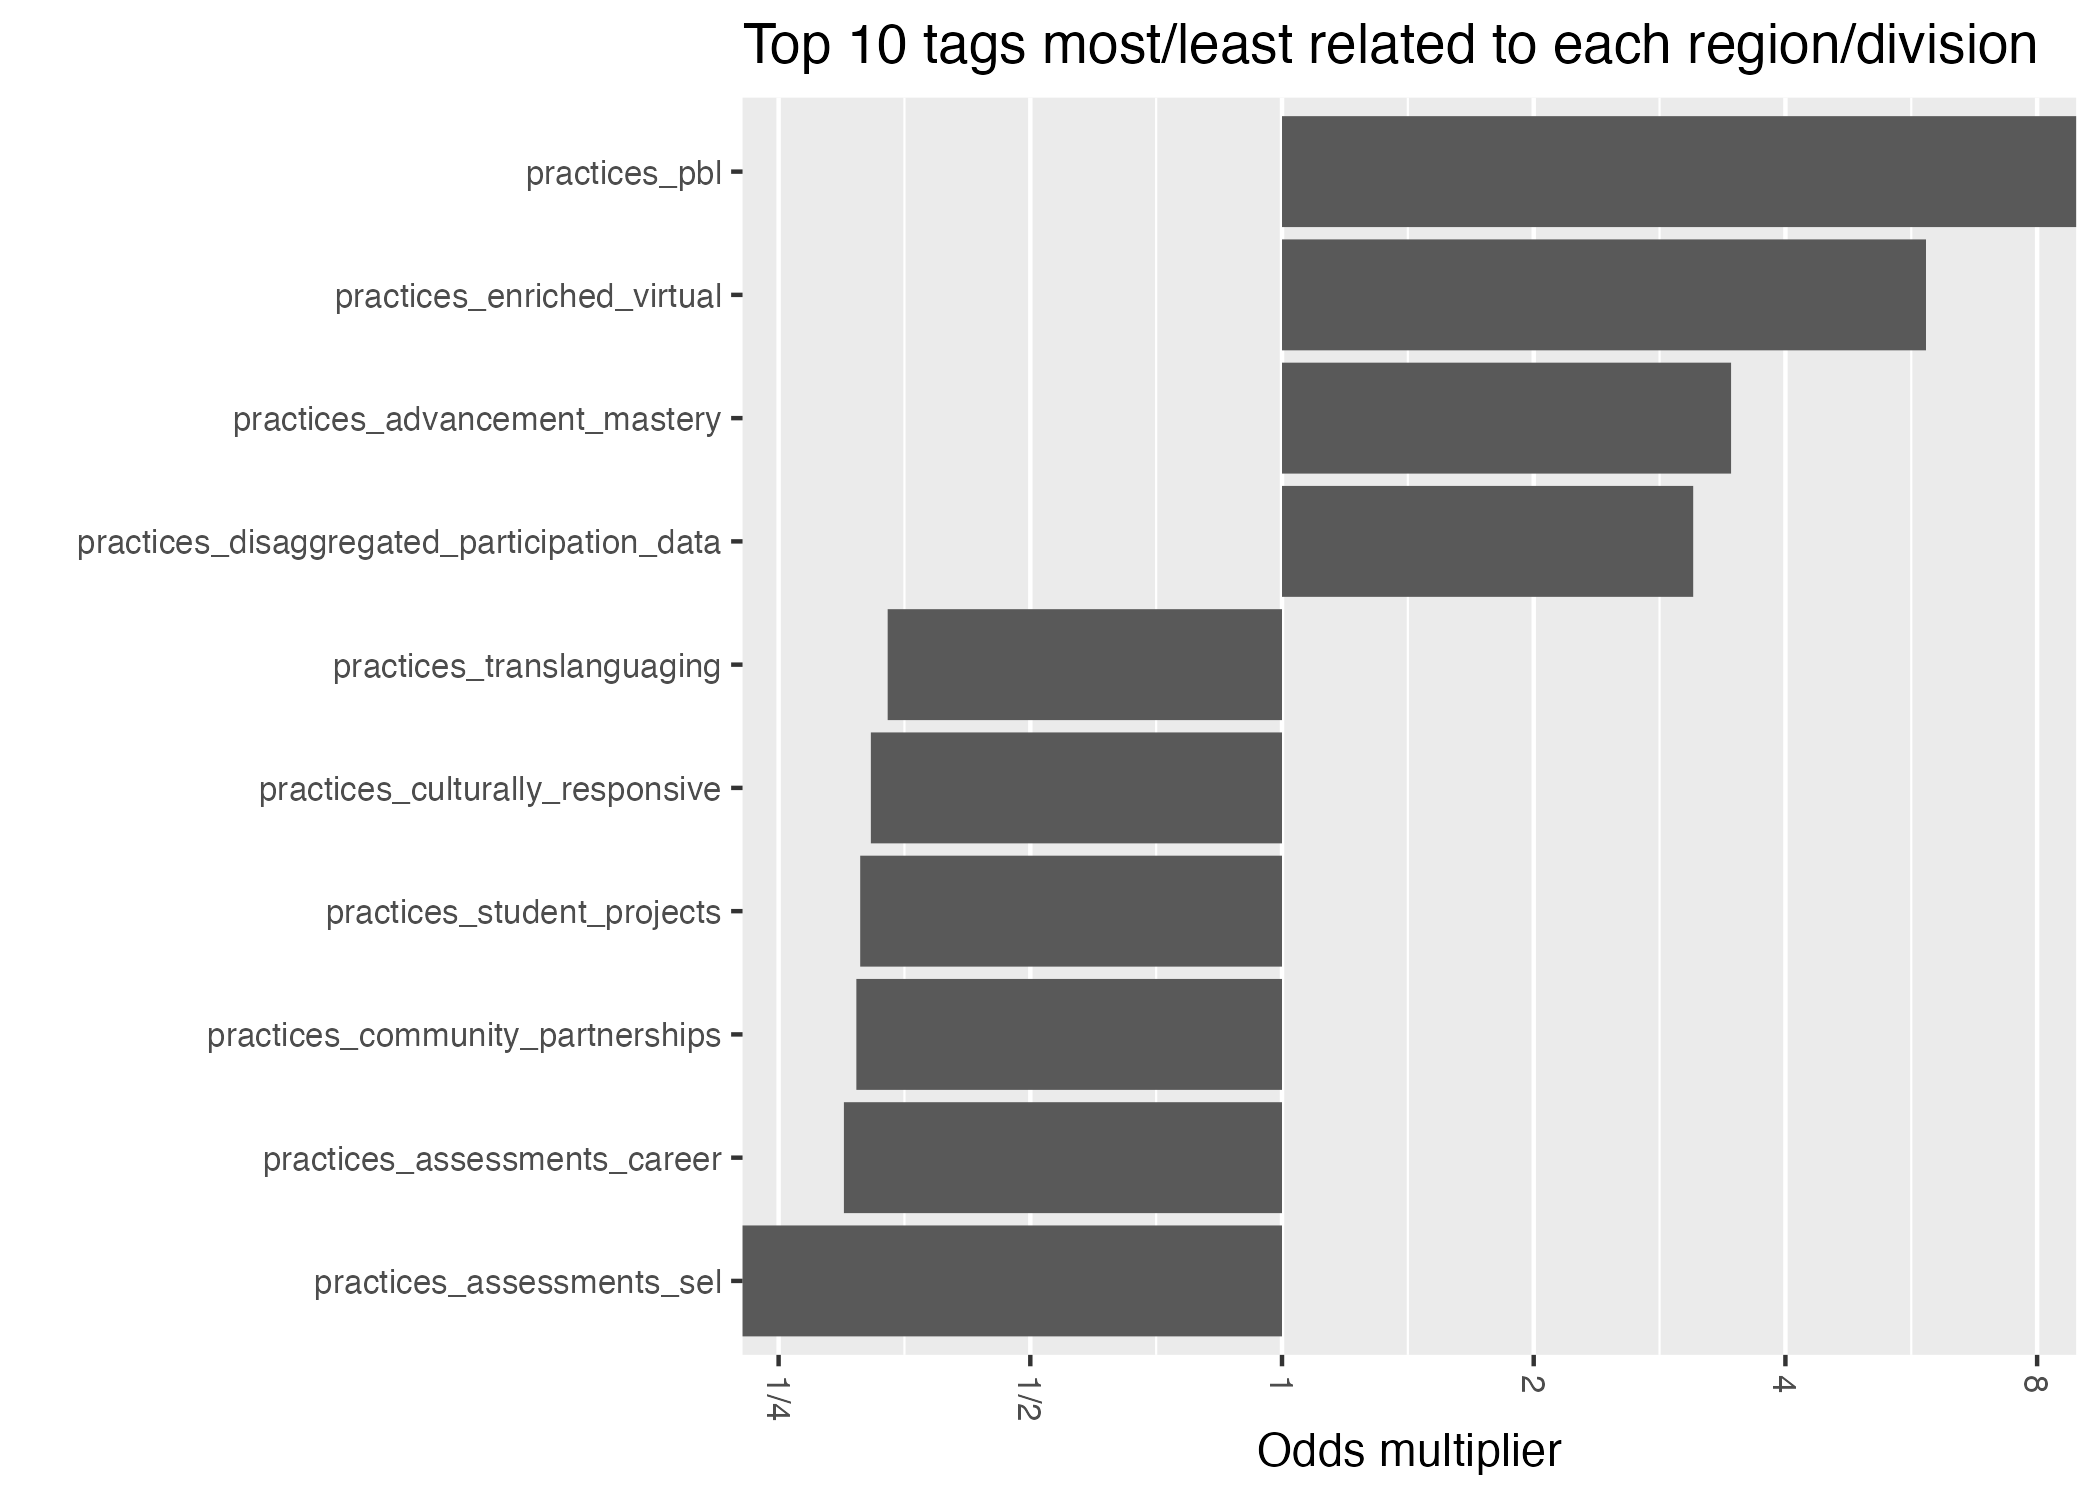 Top 10 tags most/least related to each region/division
practices_pbl
practices_enriched_virtual
practices_advancement_mastery
practices_disaggregated_participation_data
practices_translanguaging
practices_culturally_responsive
practices_student_projects
practices_community_partnerships
practices_assessments_career
practices_assessments_sel
1/4
1/2
1
2
4
8
Odds multiplier